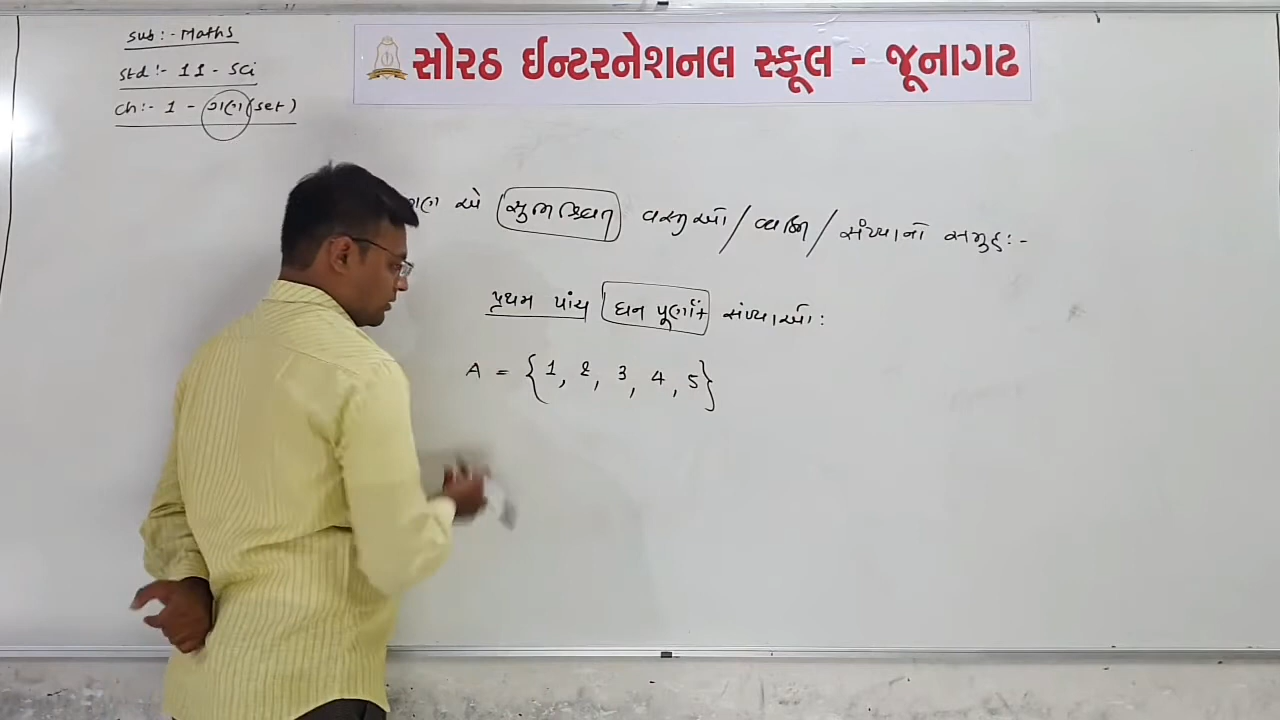 Sub :- Maths
Std :- 11 - Sci
Ch :- 1 - ગણ (set)
સોરઠ ઈન્ટરનેશનલ સ્કૂલ - જૂનાગઢ
ગણ એ સુનિશ્ચિત વસ્તુઓ / વ્યક્તિ / સંખ્યાનો સમુહ :-
પ્રથમ પાંચ ધન પૂર્ણાંક સંખ્યાઓ :
A = {1, 2, 3, 4, 5}